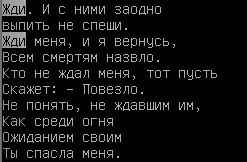 Жди. И с ними заодно
выпить не спеши.
Жди меня, и я вернусь,
Всем смертям назвло.
Кто не ждал меня, тот пусть
Скажет: – Повезло.
Не понять, не ждавшим им,
Как среди огня
Ожиданием своим
Ты спасла меня.